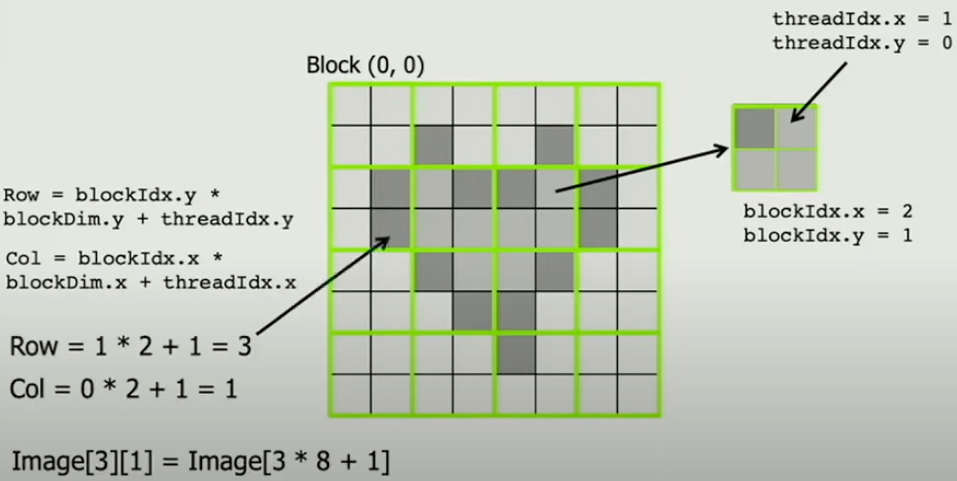 threadIdx.x = 1
threadIdx.y = 0
Block (0, 0)
Row = blockIdx.y *
blockDim.y + threadIdx.y
Col = blockIdx.x *
blockDim.x + threadIdx.x
blockIdx.x = 2
blockIdx.y = 1
Row = 1 * 2 + 1 = 3
Col = 0 * 2 + 1 = 1
Image[3][1] = Image[3 * 8 + 1]